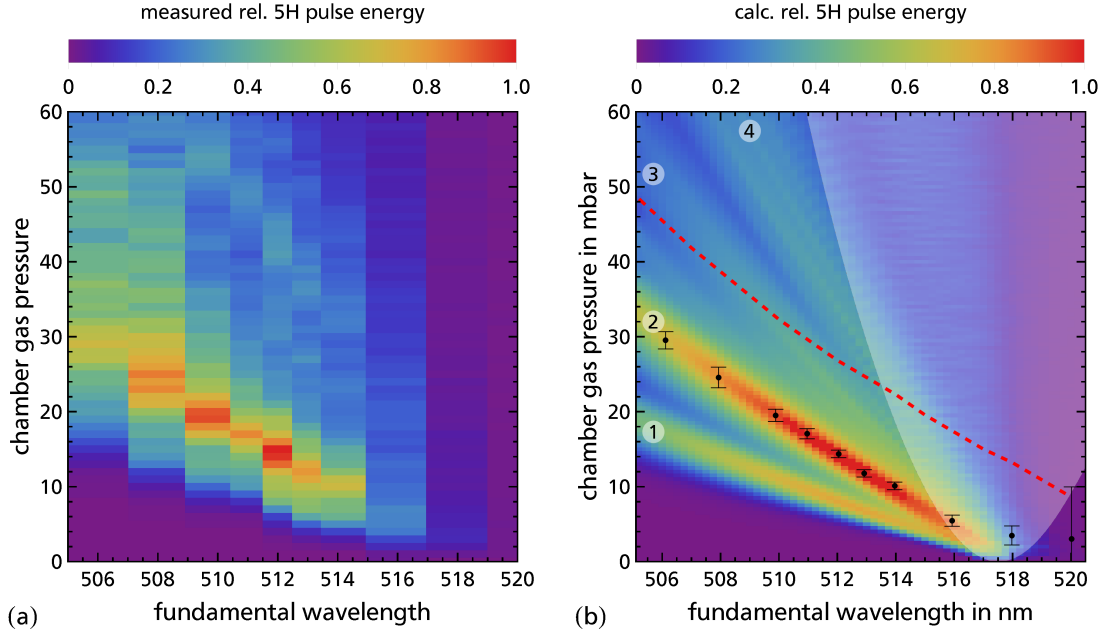 measured rel. 5H pulse energy
0 0.2 0.4 0.6 0.8 1.0
60
50
40
30
20
10
0
chamber gas pressure
506 508 510 512 514 516 518 520
(a) fundamental wavelength
calc. rel. 5H pulse energy
0 0.2 0.4 0.6 0.8 1.0
60
50
40
30
20
10
0
chamber gas pressure in mbar
4
3
2
1
506 508 510 512 514 516 518 520
(b) fundamental wavelength in nm